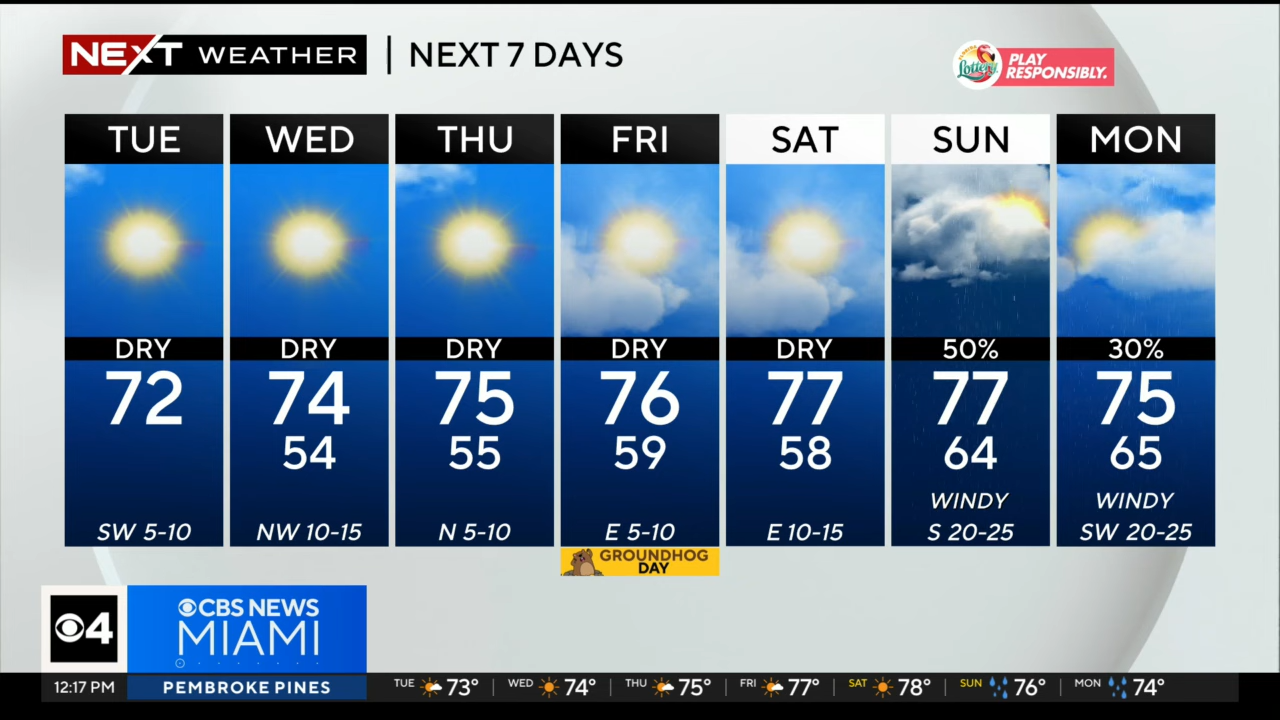 NEXT WEATHER | NEXT 7 DAYS
FLORIDA
Lottery
PLAY
RESPONSIBLY.
TUE WED THU FRI SAT SUN MON
DRY DRY DRY DRY DRY 50% 30%
72 74 75 76 77 77 75
54 55 59 58 64 65
WINDY WINDY
SW 5-10 NW 10-15 N 5-10 E 5-10 E 10-15 S 20-25 SW 20-25
GROUNDHOG
DAY
4
CBS NEWS
MIAMI
12:17 PM PEMBROKE PINES TUE 73° | WED 74° | THU 75° | FRI 77° | SAT 78° | SUN 76° | MON 74°